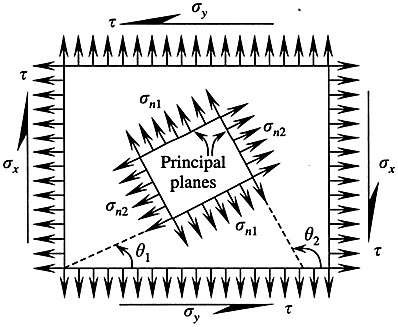 τ σy
τ
σn1
σn2
σx
Principal
planes
σx
σn2
σn1
θ1
θ2
τ
σy τ